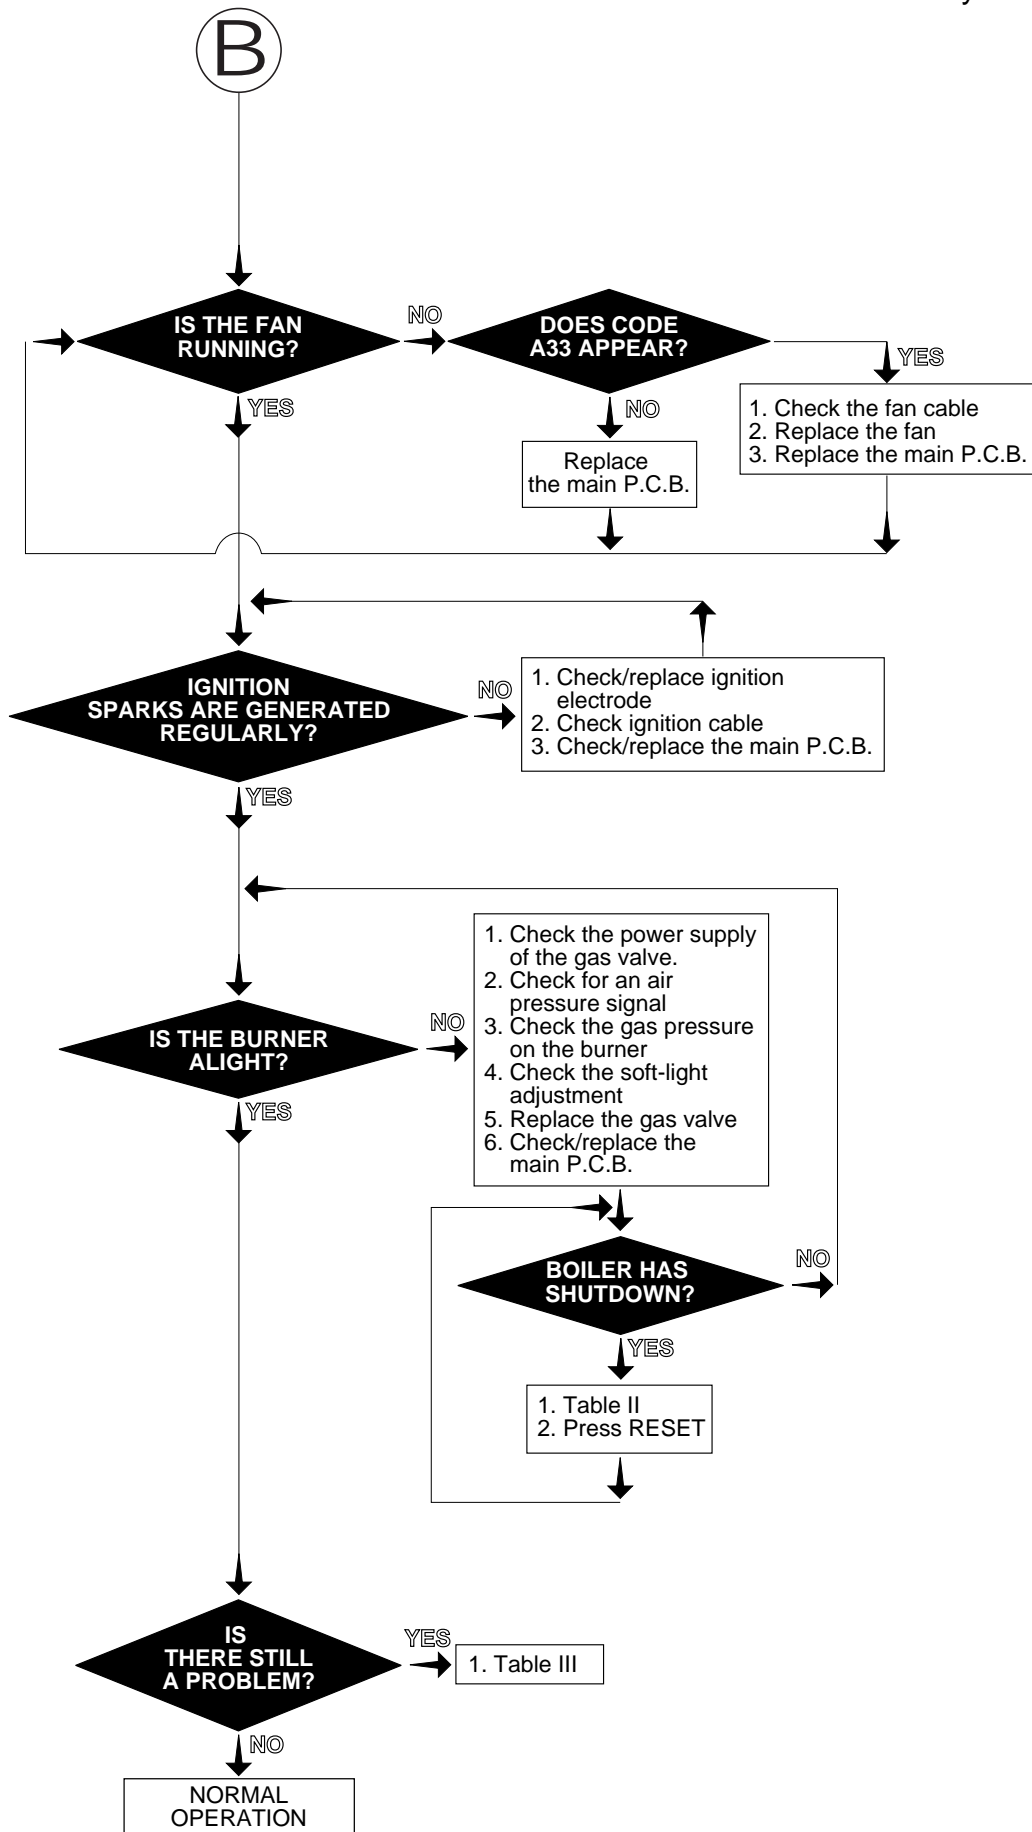 B
IS THE FAN
RUNNING?
NO
DOES CODE
A33 APPEAR?
YES
YES
NO
1. Check the fan cable
2. Replace the fan
3. Replace the main P.C.B.
Replace
the main P.C.B.
IGNITION
SPARKS ARE GENERATED
REGULARLY?
NO
1. Check/replace ignition
electrode
2. Check ignition cable
3. Check/replace the main P.C.B.
YES
IS THE BURNER
ALIGHT?
NO
1. Check the power supply
of the gas valve.
2. Check for an air
pressure signal
3. Check the gas pressure
on the burner
4. Check the soft-light
adjustment
5. Replace the gas valve
6. Check/replace the
main P.C.B.
YES
BOILER HAS
SHUTDOWN?
NO
YES
1. Table II
2. Press RESET
IS
THERE STILL
A PROBLEM?
YES
1. Table III
NO
NORMAL
OPERATION